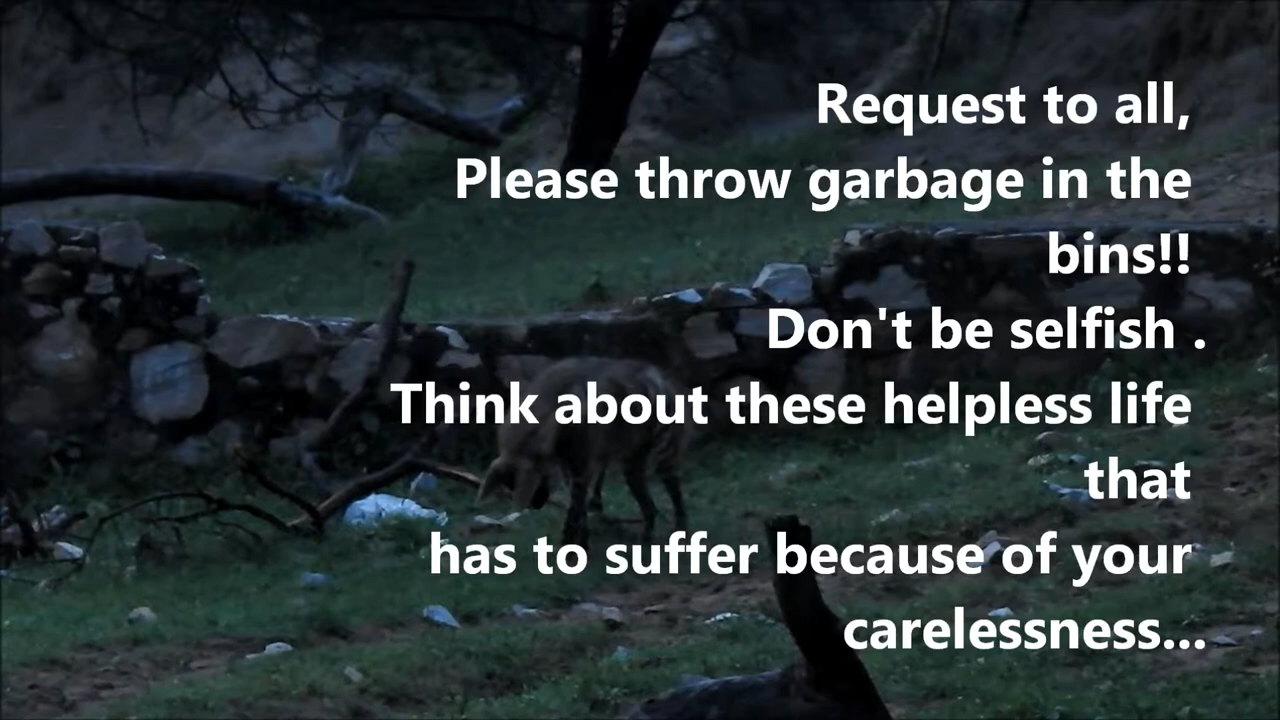 Request to all,
Please throw garbage in the
bins!!
Don't be selfish .
Think about these helpless life
that
has to suffer because of your
carelessness...